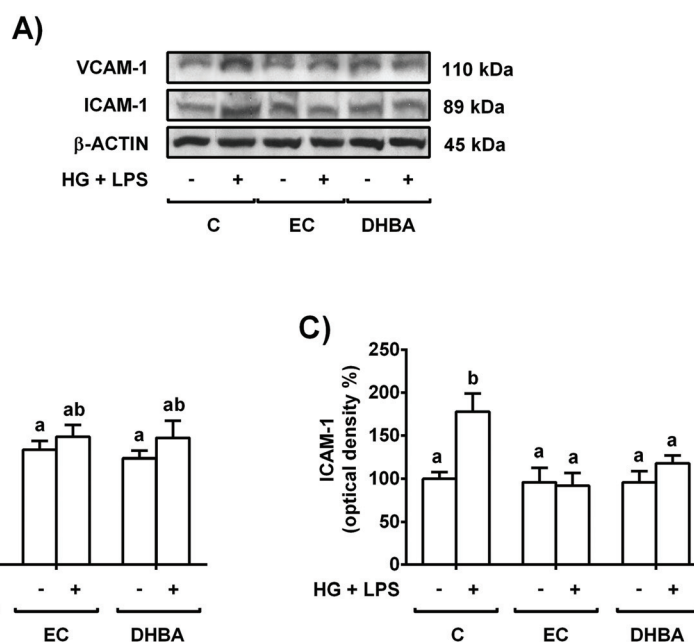 A)
VCAM-1 110 kDa
ICAM-1 89 kDa
β-ACTIN 45 kDa
HG + LPS - + - + - +
C EC DHBA
a ab a ab
- + - +
EC DHBA
C)
ICAM-1
(optical density %)
250
200
150
100
50
0
a b a a a a
HG + LPS - + - + - +
C EC DHBA